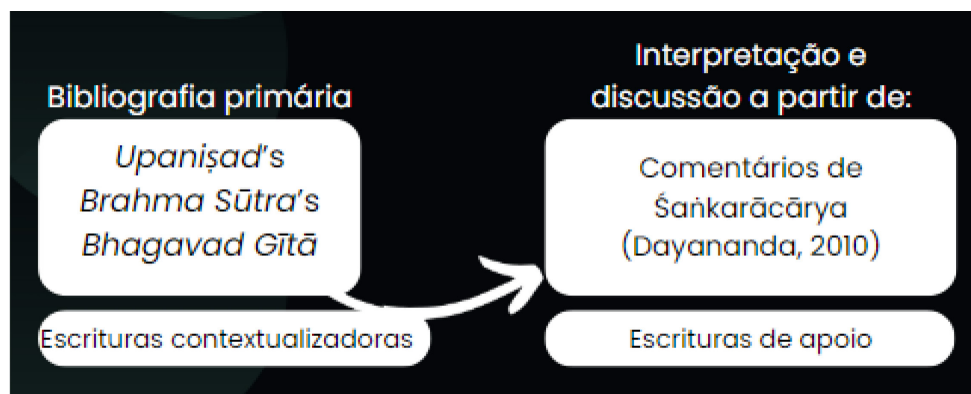 Bibliografia primária
Upaniṣad's
Brahma Sūtra's
Bhagavad Gītā
Escrituras contextualizadoras
Interpretação e
discussão a partir de:
Comentários de
Śaṅkarācārya
(Dayananda, 2010)
Escrituras de apoio